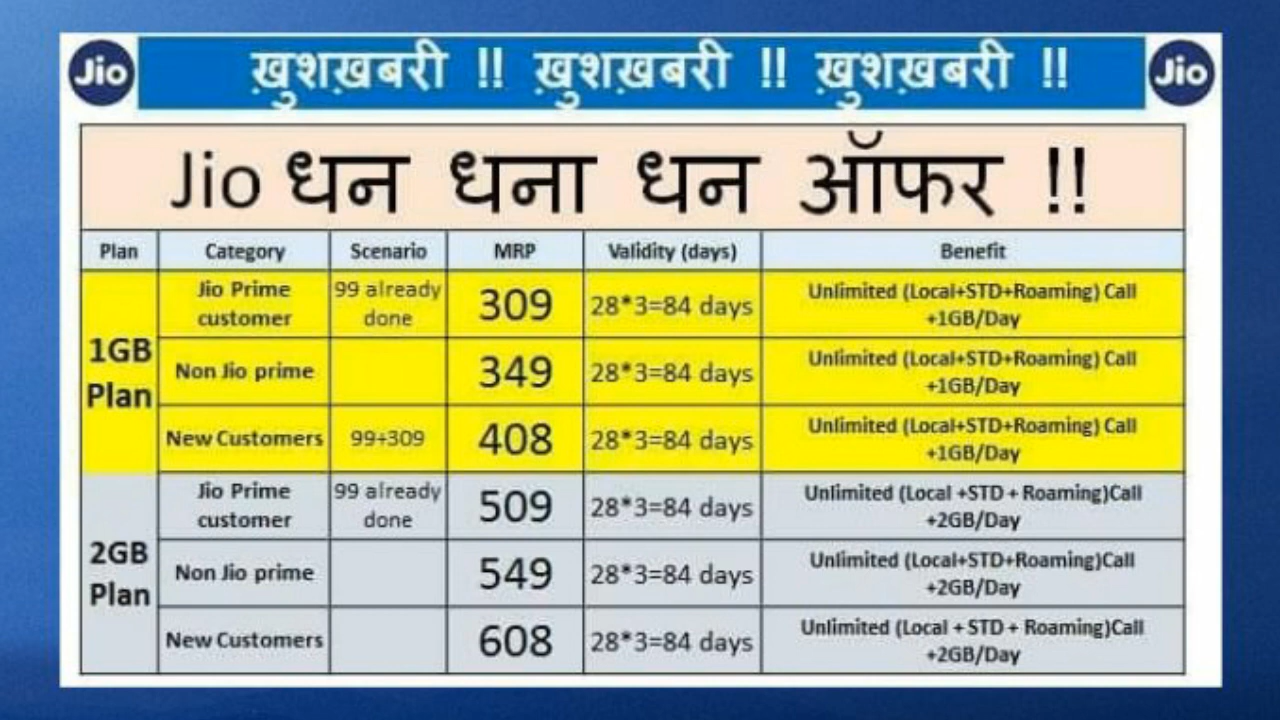 Jio ख़ुशख़बरी !! ख़ुशख़बरी !! ख़ुशख़बरी !! Jio
Jio धन धना धन ऑफर !!
Plan Category Scenario MRP Validity (days) Benefit
1GB Plan
Jio Prime customer 99 already done 309 28*3=84 days Unlimited (Local+STD+Roaming) Call +1GB/Day
Non Jio prime 349 28*3=84 days Unlimited (Local+STD+Roaming) Call +1GB/Day
New Customers 99+309 408 28*3=84 days Unlimited (Local+STD+Roaming) Call +1GB/Day
2GB Plan
Jio Prime customer 99 already done 509 28*3=84 days Unlimited (Local +STD + Roaming)Call +2GB/Day
Non Jio prime 549 28*3=84 days Unlimited (Local+STD+Roaming)Call +2GB/Day
New Customers 608 28*3=84 days Unlimited (Local + STD + Roaming)Call +2GB/Day